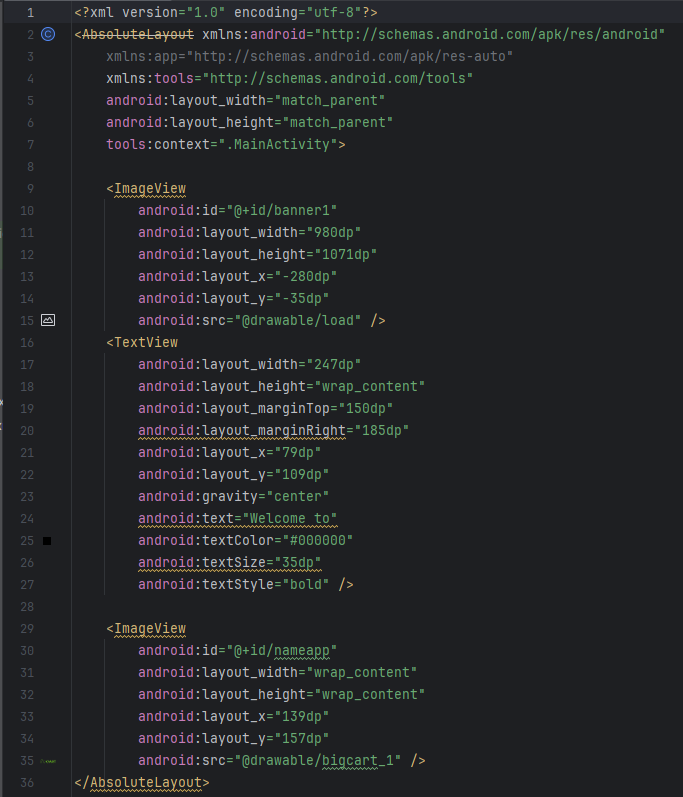 1 <?xml version="1.0" encoding="utf-8"?>
2 <AbsoluteLayout xmlns:android="http://schemas.android.com/apk/res/android"
3 xmlns:app="http://schemas.android.com/apk/res-auto"
4 xmlns:tools="http://schemas.android.com/tools"
5 android:layout_width="match_parent"
6 android:layout_height="match_parent"
7 tools:context=".MainActivity">
8
9 <ImageView
10 android:id="@+id/banner1"
11 android:layout_width="980dp"
12 android:layout_height="1071dp"
13 android:layout_x="-280dp"
14 android:layout_y="-35dp"
15 android:src="@drawable/load" />
16 <TextView
17 android:layout_width="247dp"
18 android:layout_height="wrap_content"
19 android:layout_marginTop="150dp"
20 android:layout_marginRight="185dp"
21 android:layout_x="79dp"
22 android:layout_y="109dp"
23 android:gravity="center"
24 android:text="Welcome to"
25 android:textColor="#000000"
26 android:textSize="35dp"
27 android:textStyle="bold" />
28
29 <ImageView
30 android:id="@+id/nameapp"
31 android:layout_width="wrap_content"
32 android:layout_height="wrap_content"
33 android:layout_x="139dp"
34 android:layout_y="157dp"
35 android:src="@drawable/bigcart_1" />
36 </AbsoluteLayout>